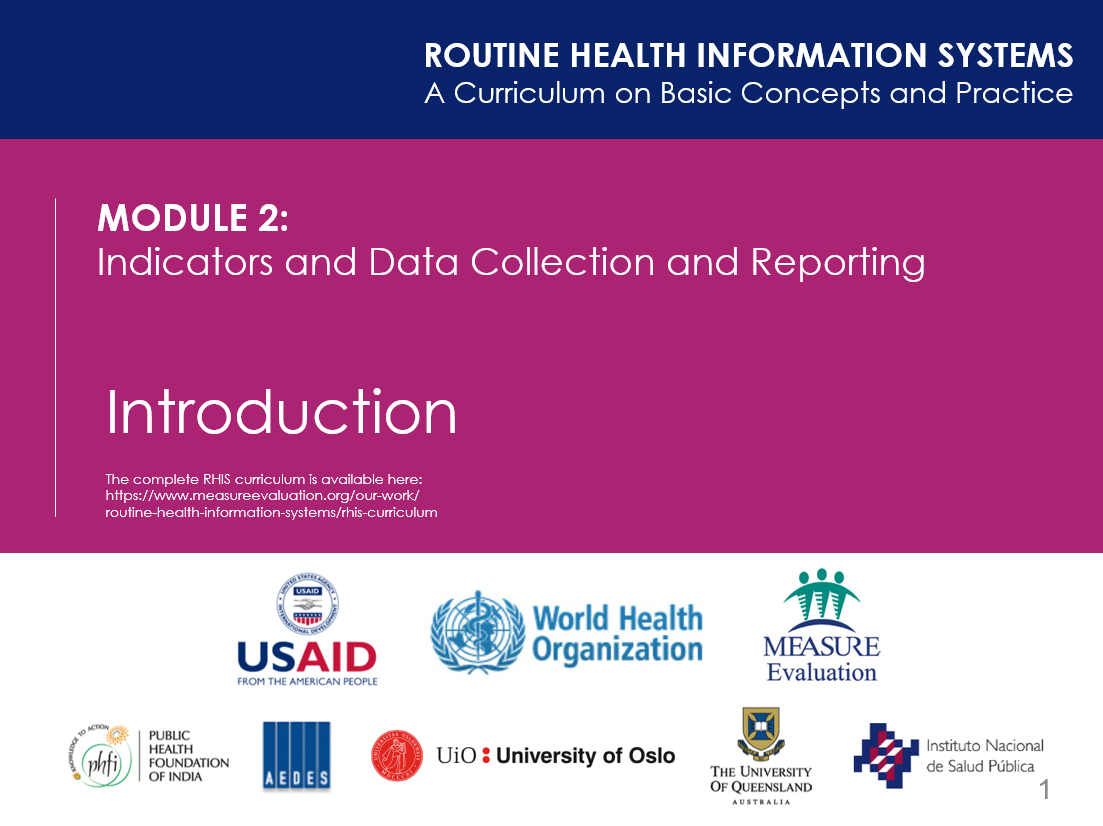 ROUTINE HEALTH INFORMATION SYSTEMS
A Curriculum on Basic Concepts and Practice
MODULE 2:
Indicators and Data Collection and Reporting
Introduction
The complete RHIS curriculum is available here:
https://www.measureevaluation.org/our-work/
routine-health-information-systems/rhis-curriculum
UNITED STATES AGENCY
USAID
INTERNATIONAL DEVELOPMENT
USAID
FROM THE AMERICAN PEOPLE
World Health
Organization
MEASURE
Evaluation
KNOWLEDGE TO ACTION
phfi
PUBLIC
HEALTH
FOUNDATION
OF INDIA
AEDES
UiO : University of Oslo
THE UNIVERSITY
OF QUEENSLAND
AUSTRALIA
Instituto Nacional
de Salud Pública
1